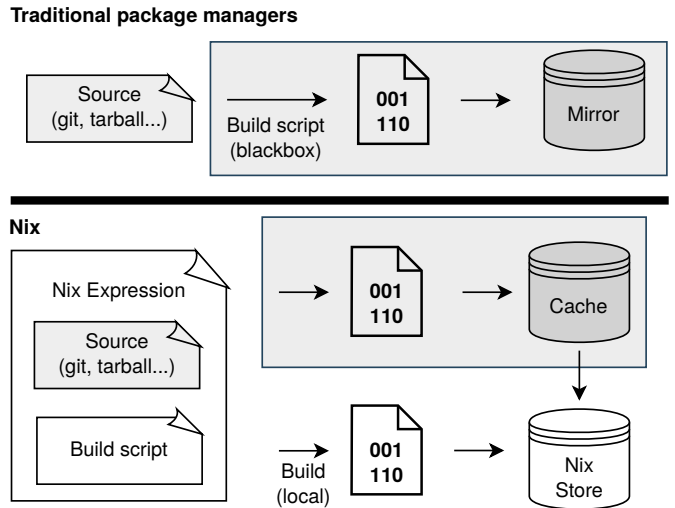 Traditional package managers
Source
(git, tarball...)
Build script
(blackbox)
001
110
Mirror
Nix
Nix Expression
Source
(git, tarball...)
Build script
001
110
Cache
Build
(local)
001
110
Nix
Store